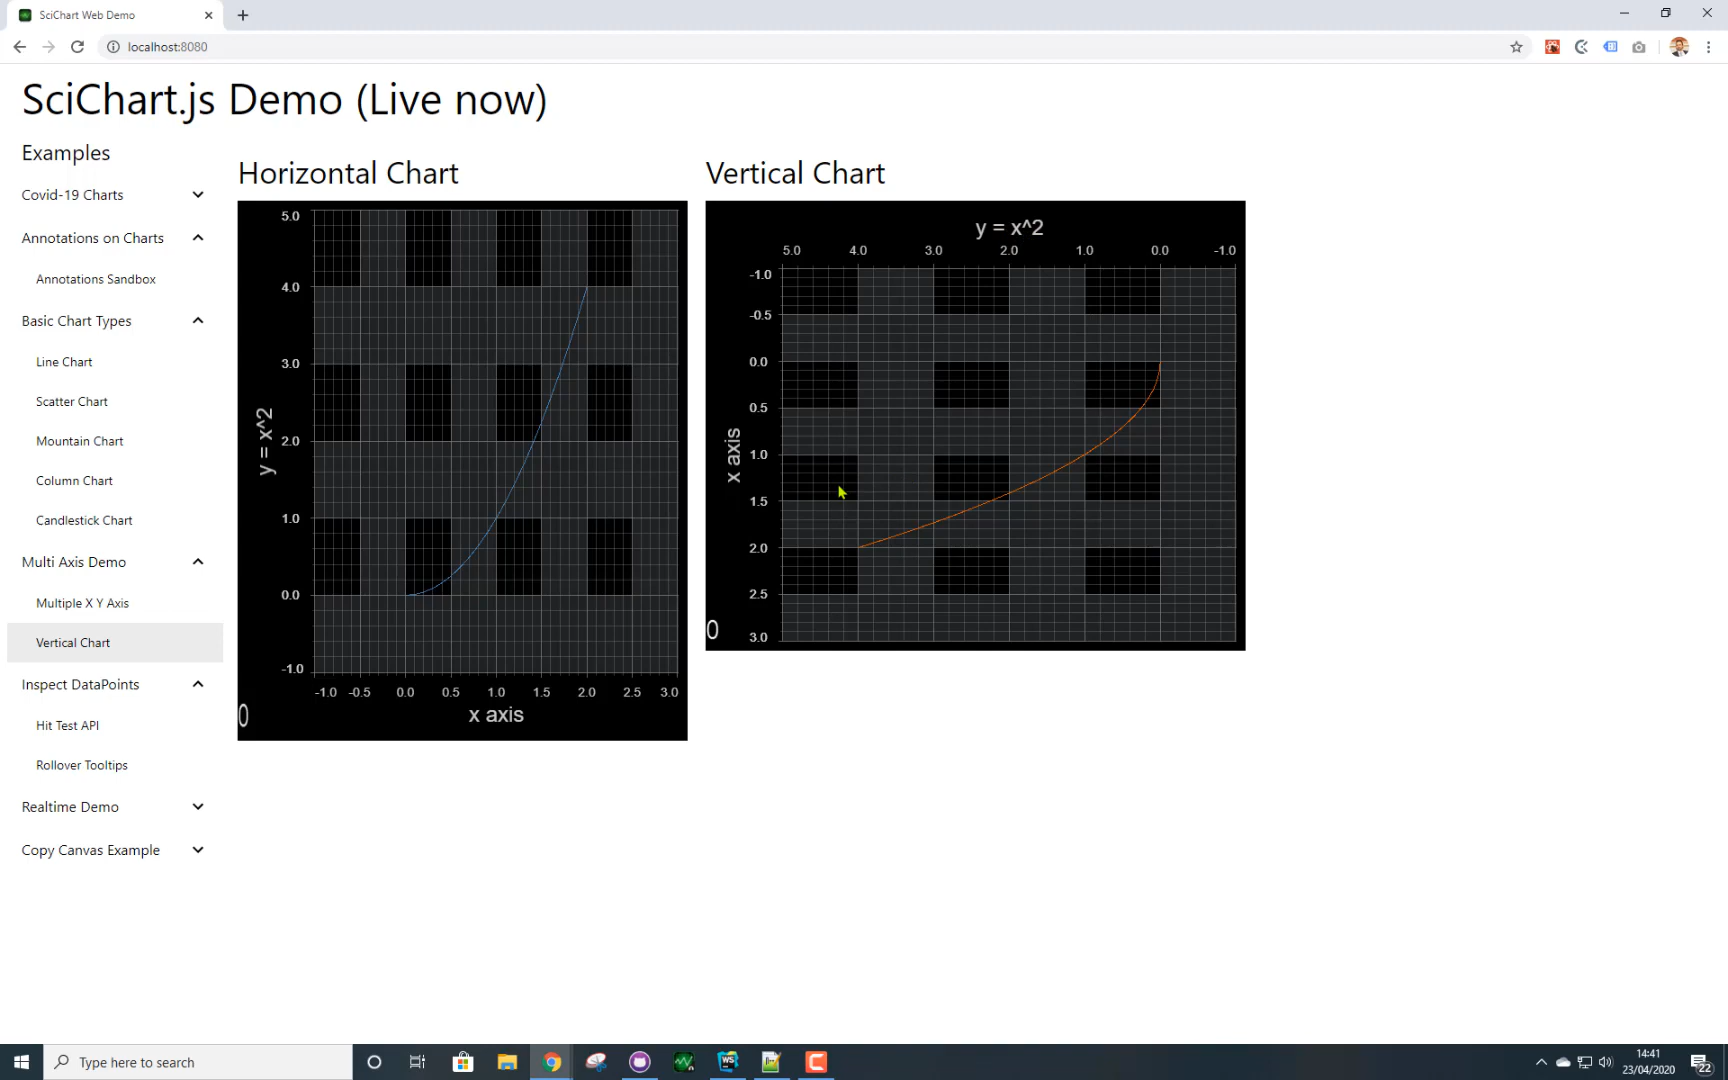 SciChart Web Demo
localhost:8080
SciChart.js Demo (Live now)
Examples
Covid-19 Charts
Annotations on Charts
Annotations Sandbox
Basic Chart Types
Line Chart
Scatter Chart
Mountain Chart
Column Chart
Candlestick Chart
Multi Axis Demo
Multiple X Y Axis
Vertical Chart
Inspect DataPoints
Hit Test API
Rollover Tooltips
Realtime Demo
Copy Canvas Example
Horizontal Chart
5.0
4.0
3.0
2.0
1.0
0.0
-1.0
y = x^2
-1.0 -0.5 0.0 0.5 1.0 1.5 2.0 2.5 3.0
x axis
0
Vertical Chart
y = x^2
5.0 4.0 3.0 2.0 1.0 0.0 -1.0
-1.0
-0.5
0.0
0.5
1.0
1.5
2.0
2.5
3.0
x axis
0
Type here to search
WS
14:41
23/04/2020
22